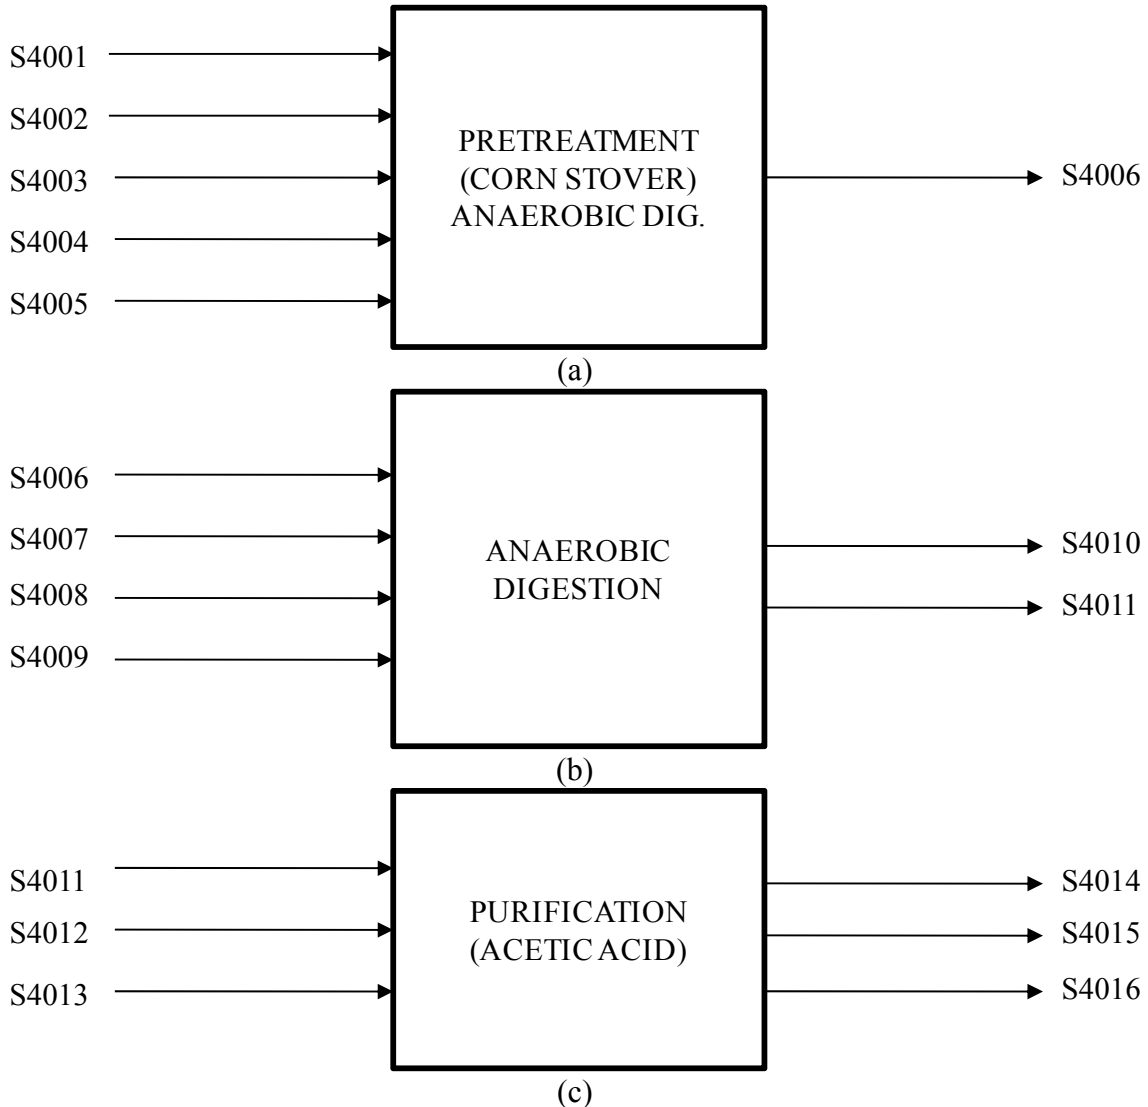 S4001
S4002
S4003
S4004
S4005
PRETREATMENT
(CORN STOVER)
ANAEROBIC DIG.
S4006
(a)
S4006
S4007
S4008
S4009
ANAEROBIC
DIGESTION
S4010
S4011
(b)
S4011
S4012
S4013
PURIFICATION
(ACETIC ACID)
S4014
S4015
S4016
(c)